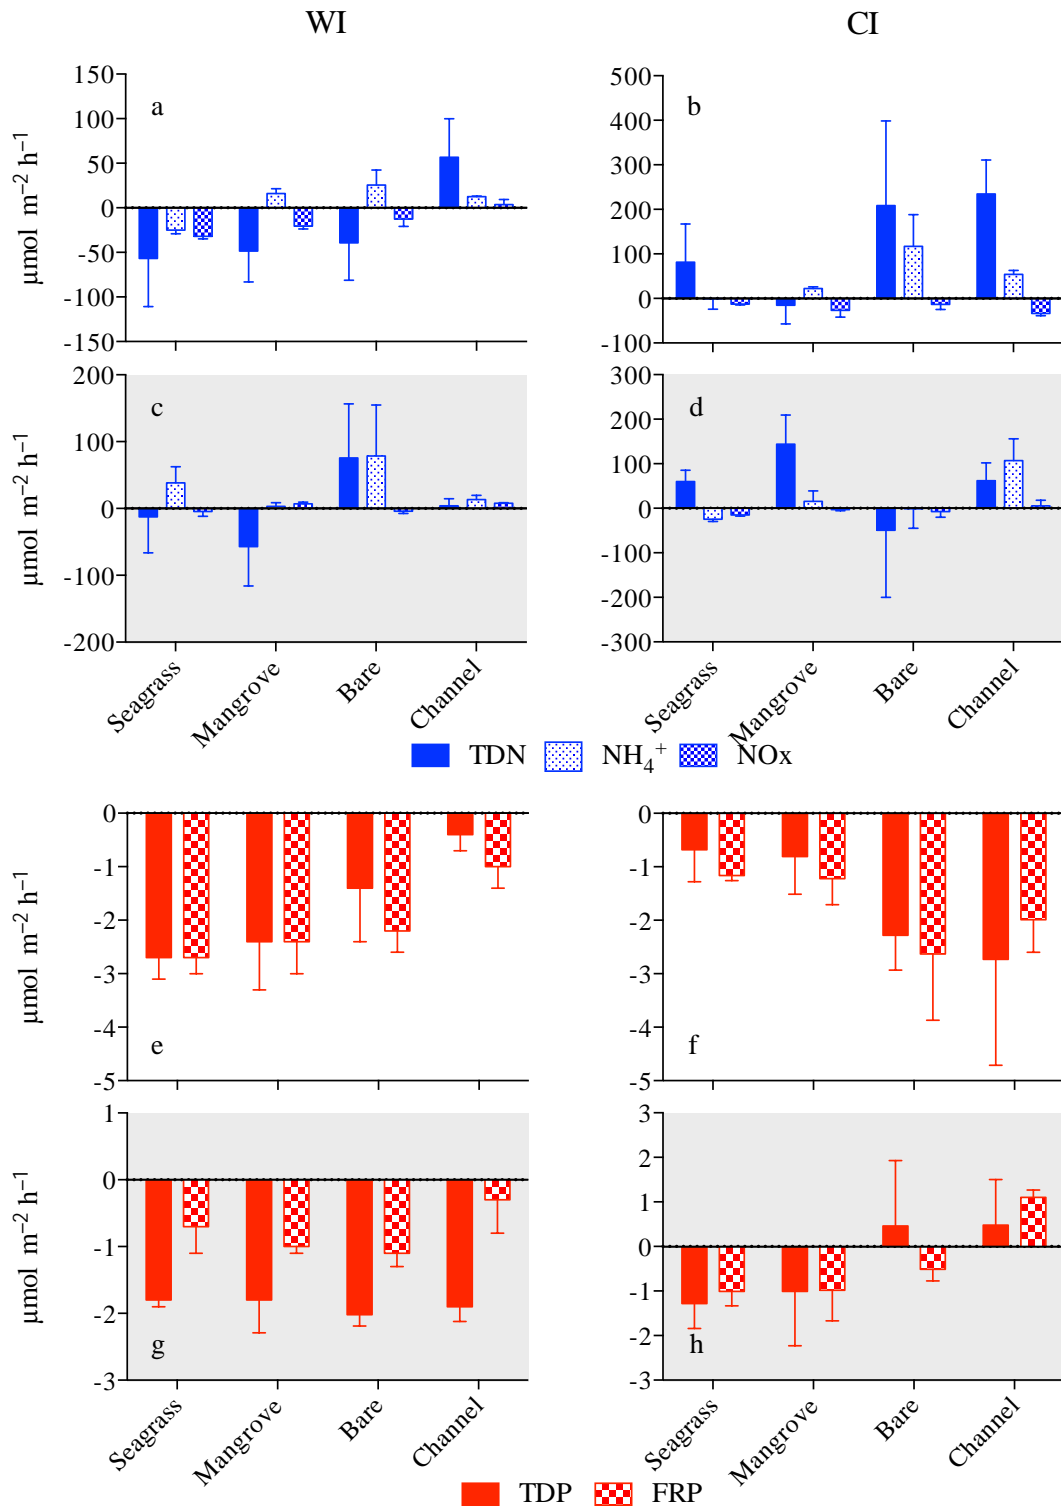 WI CI
150
100
50
0
-50
-100
-150
a
µmol m⁻² h⁻¹
500
400
300
200
100
0
-100
b
200
100
0
-100
-200
c
µmol m⁻² h⁻¹
300
200
100
0
-100
-200
-300
d
Seagrass Mangrove Bare Channel
Seagrass Mangrove Bare Channel
TDN NH₄⁺ NOx
0
-1
-2
-3
-4
-5
e
µmol m⁻² h⁻¹
0
-1
-2
-3
-4
-5
f
1
0
-1
-2
-3
g
µmol m⁻² h⁻¹
3
2
1
0
-1
-2
-3
h
Seagrass Mangrove Bare Channel
Seagrass Mangrove Bare Channel
TDP FRP